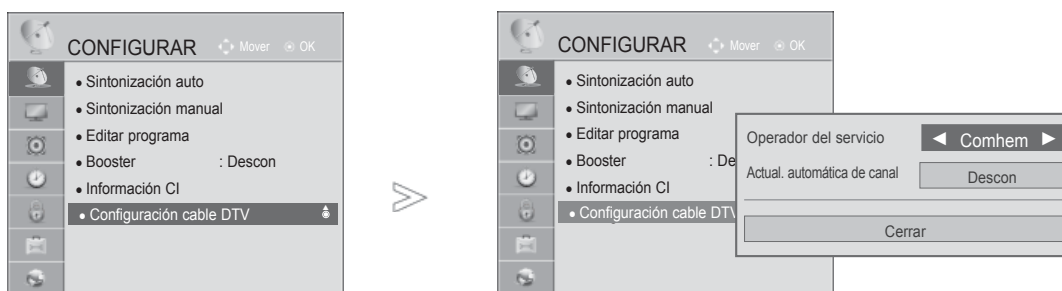 CONFIGURAR Mover OK
• Sintonización auto
• Sintonización manual
• Editar programa
• Booster : Descon
• Información CI
• Configuración cable DTV
CONFIGURAR Mover OK
• Sintonización auto
• Sintonización manual
• Editar programa
• Booster : De
• Información CI
• Configuración cable DTV
Operador del servicio ◄ Comhem ►
Actual. automática de canal Descon
Cerrar